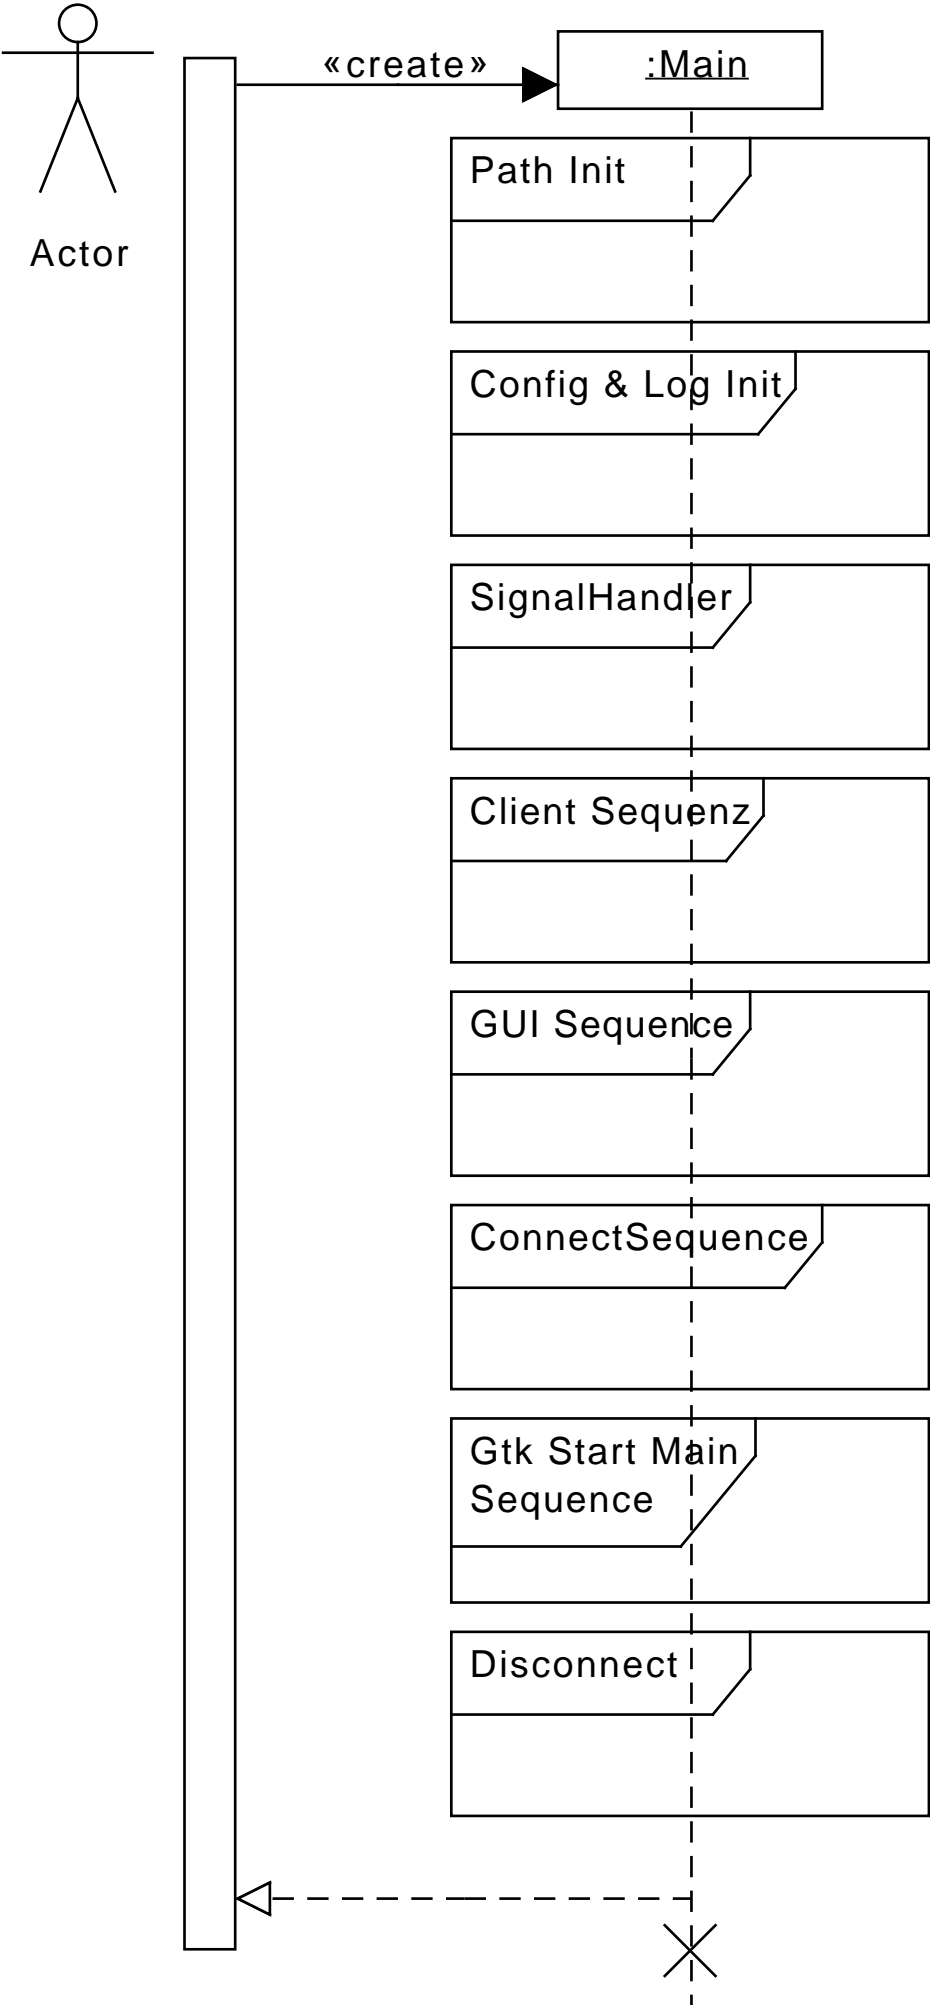 «create»
:Main
Path Init
Actor
Config & Log Init
SignalHandler
Client Sequenz
GUI Sequence
ConnectSequence
Gtk Start Main
Sequence
Disconnect